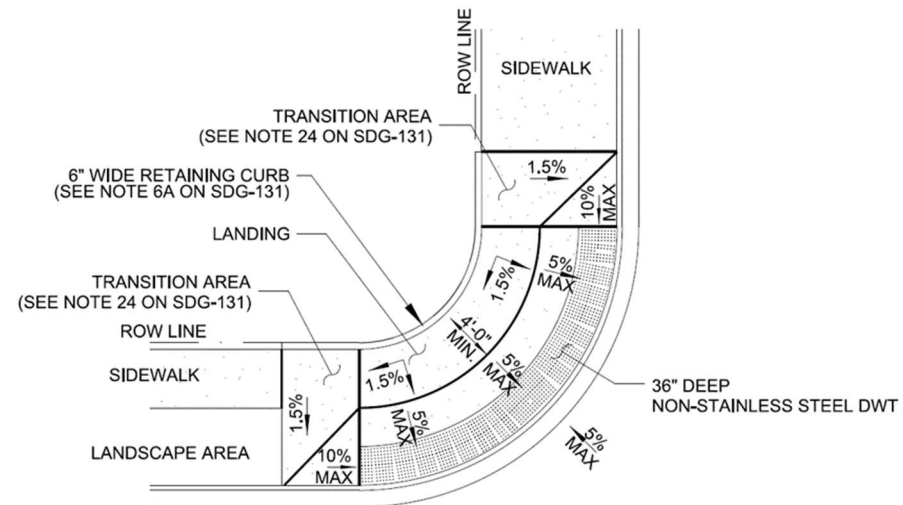 ROW LINE
SIDEWALK
TRANSITION AREA
(SEE NOTE 24 ON SDG-131)
1.5%
10%
MAX
6" WIDE RETAINING CURB
(SEE NOTE 6A ON SDG-131)
LANDING
1.5%
5%
MAX
TRANSITION AREA
(SEE NOTE 24 ON SDG-131)
ROW LINE
4'-0"
MIN.
SIDEWALK
1.5%
1.5%
5%
MAX
36" DEEP
NON-STAINLESS STEEL DWT
5%
MAX
LANDSCAPE AREA
10%
MAX
5%
MAX